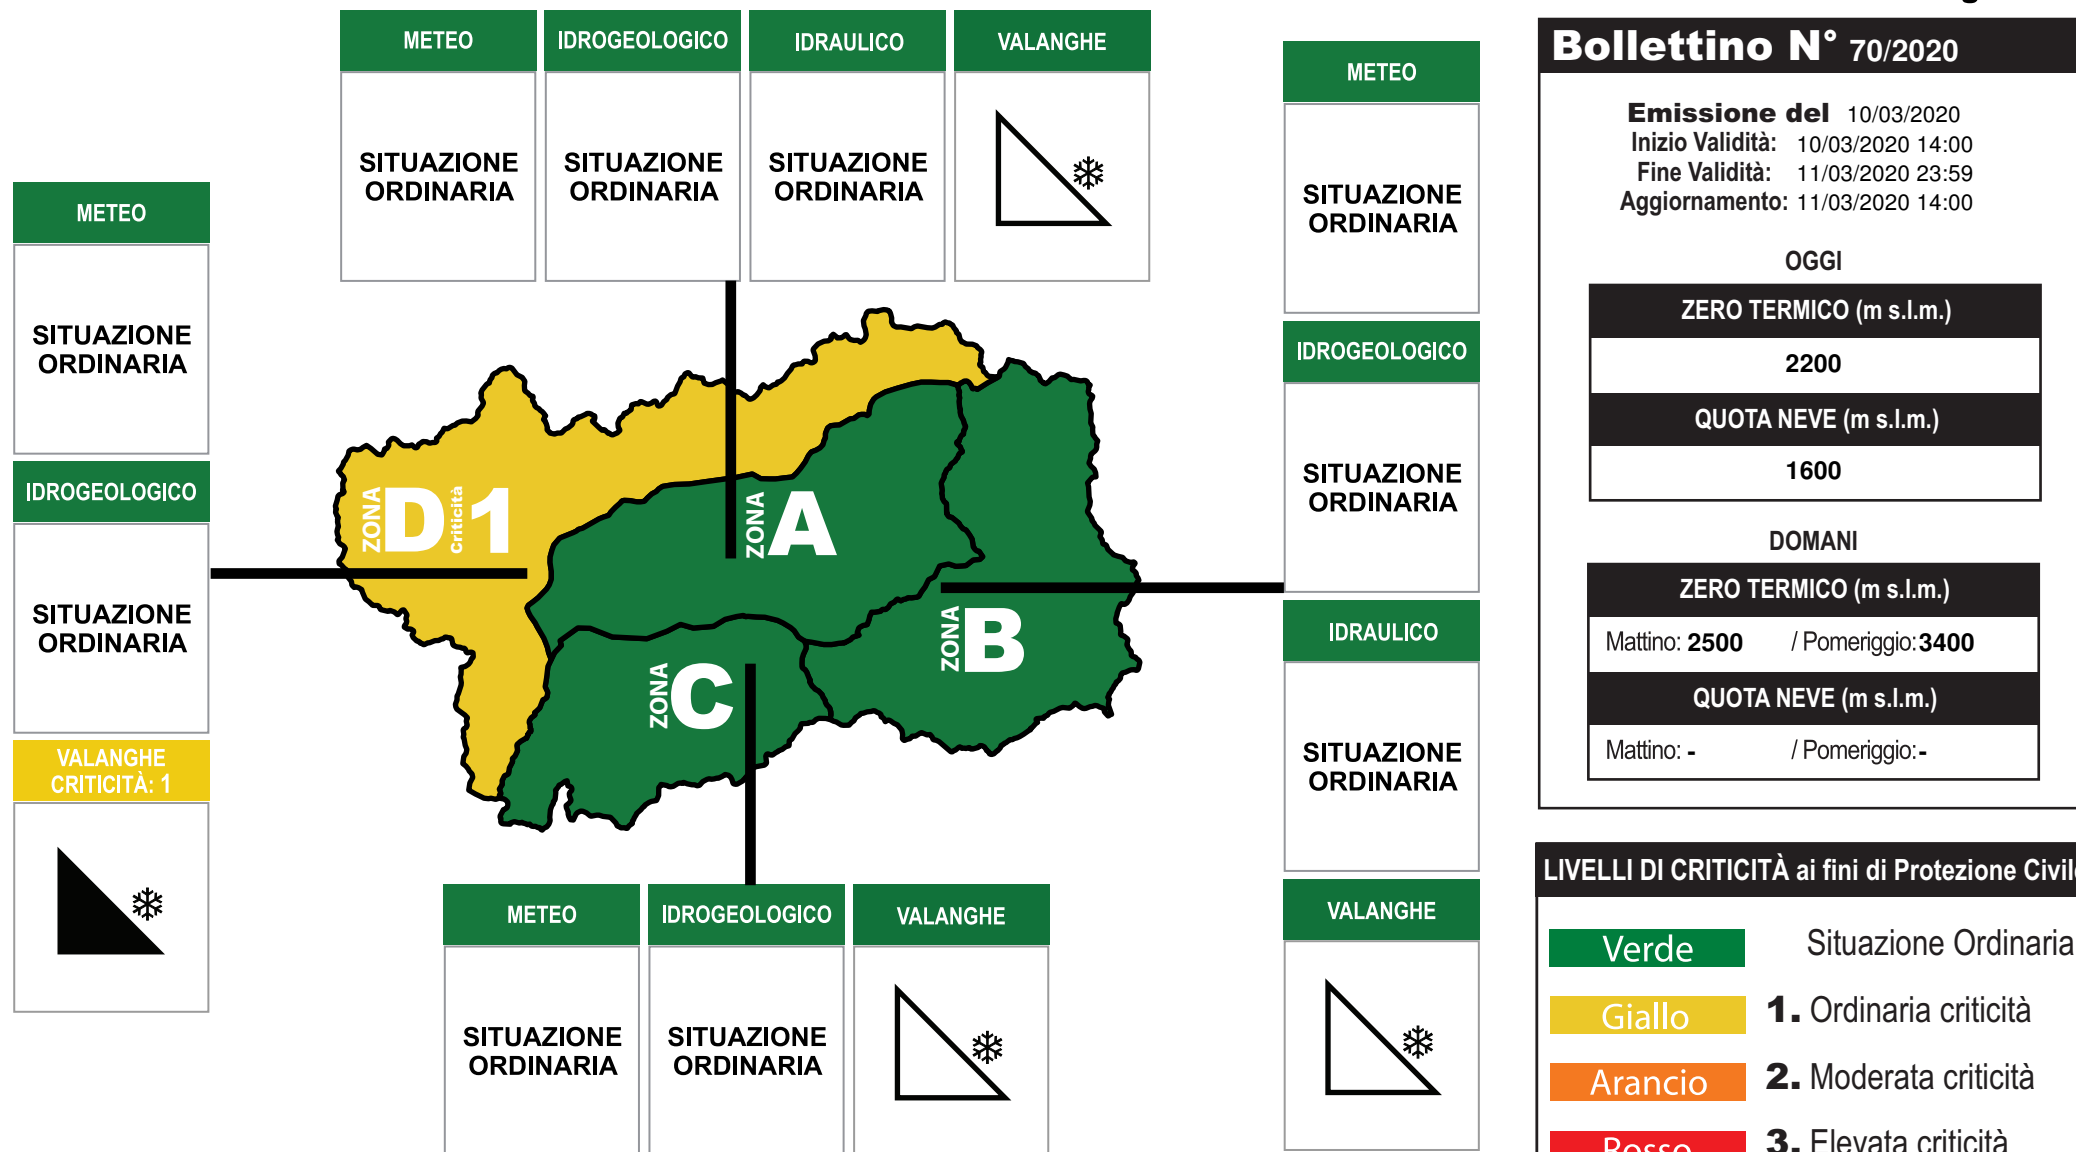 METEO
IDROGEOLOGICO
IDRAULICO
VALANGHE
SITUAZIONE
ORDINARIA
SITUAZIONE
ORDINARIA
SITUAZIONE
ORDINARIA
METEO
SITUAZIONE
ORDINARIA
IDROGEOLOGICO
SITUAZIONE
ORDINARIA
VALANGHE
CRITICITÀ: 1
ZONA D Criticità 1
ZONA A
ZONA B
ZONA C
METEO
SITUAZIONE
ORDINARIA
IDROGEOLOGICO
SITUAZIONE
ORDINARIA
IDRAULICO
SITUAZIONE
ORDINARIA
VALANGHE
METEO
IDROGEOLOGICO
VALANGHE
SITUAZIONE
ORDINARIA
SITUAZIONE
ORDINARIA
Bollettino N° 70/2020
Emissione del 10/03/2020
Inizio Validità: 10/03/2020 14:00
Fine Validità: 11/03/2020 23:59
Aggiornamento: 11/03/2020 14:00
OGGI
ZERO TERMICO (m s.l.m.)
2200
QUOTA NEVE (m s.l.m.)
1600
DOMANI
ZERO TERMICO (m s.l.m.)
Mattino: 2500 / Pomeriggio: 3400
QUOTA NEVE (m s.l.m.)
Mattino: - / Pomeriggio: -
LIVELLI DI CRITICITÀ ai fini di Protezione Civile
Verde Situazione Ordinaria
Giallo 1. Ordinaria criticità
Arancio 2. Moderata criticità
Rosso 3. Elevata criticità